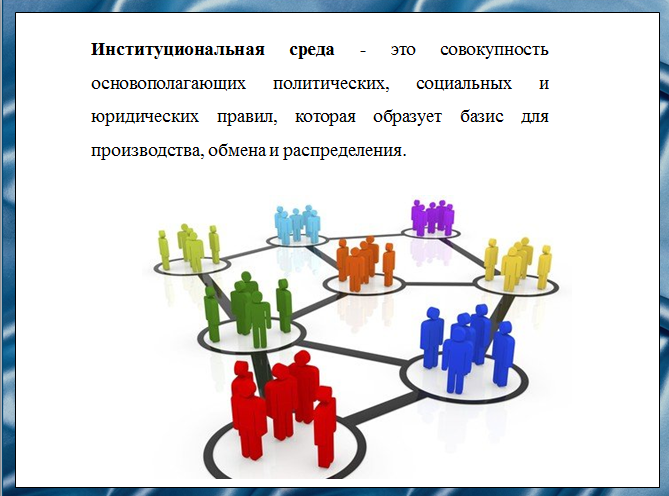 Институциональная среда - это совокупность
основополагающих политических, социальных и
юридических правил, которая образует базис для
производства, обмена и распределения.